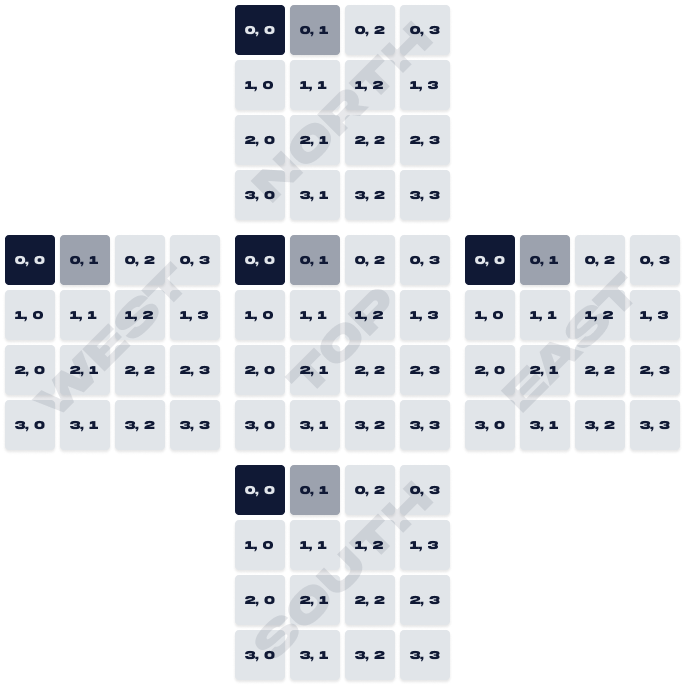 0, 0 0, 1 0, 2 0, 3
1, 0 1, 1 1, 2 1, 3
2, 0 2, 1 2, 2 2, 3
3, 0 3, 1 3, 2 3, 3
NORTH
0, 0 0, 1 0, 2 0, 3
1, 0 1, 1 1, 2 1, 3
2, 0 2, 1 2, 2 2, 3
3, 0 3, 1 3, 2 3, 3
WEST
0, 0 0, 1 0, 2 0, 3
1, 0 1, 1 1, 2 1, 3
2, 0 2, 1 2, 2 2, 3
3, 0 3, 1 3, 2 3, 3
TOP
0, 0 0, 1 0, 2 0, 3
1, 0 1, 1 1, 2 1, 3
2, 0 2, 1 2, 2 2, 3
3, 0 3, 1 3, 2 3, 3
EAST
0, 0 0, 1 0, 2 0, 3
1, 0 1, 1 1, 2 1, 3
2, 0 2, 1 2, 2 2, 3
3, 0 3, 1 3, 2 3, 3
SOUTH